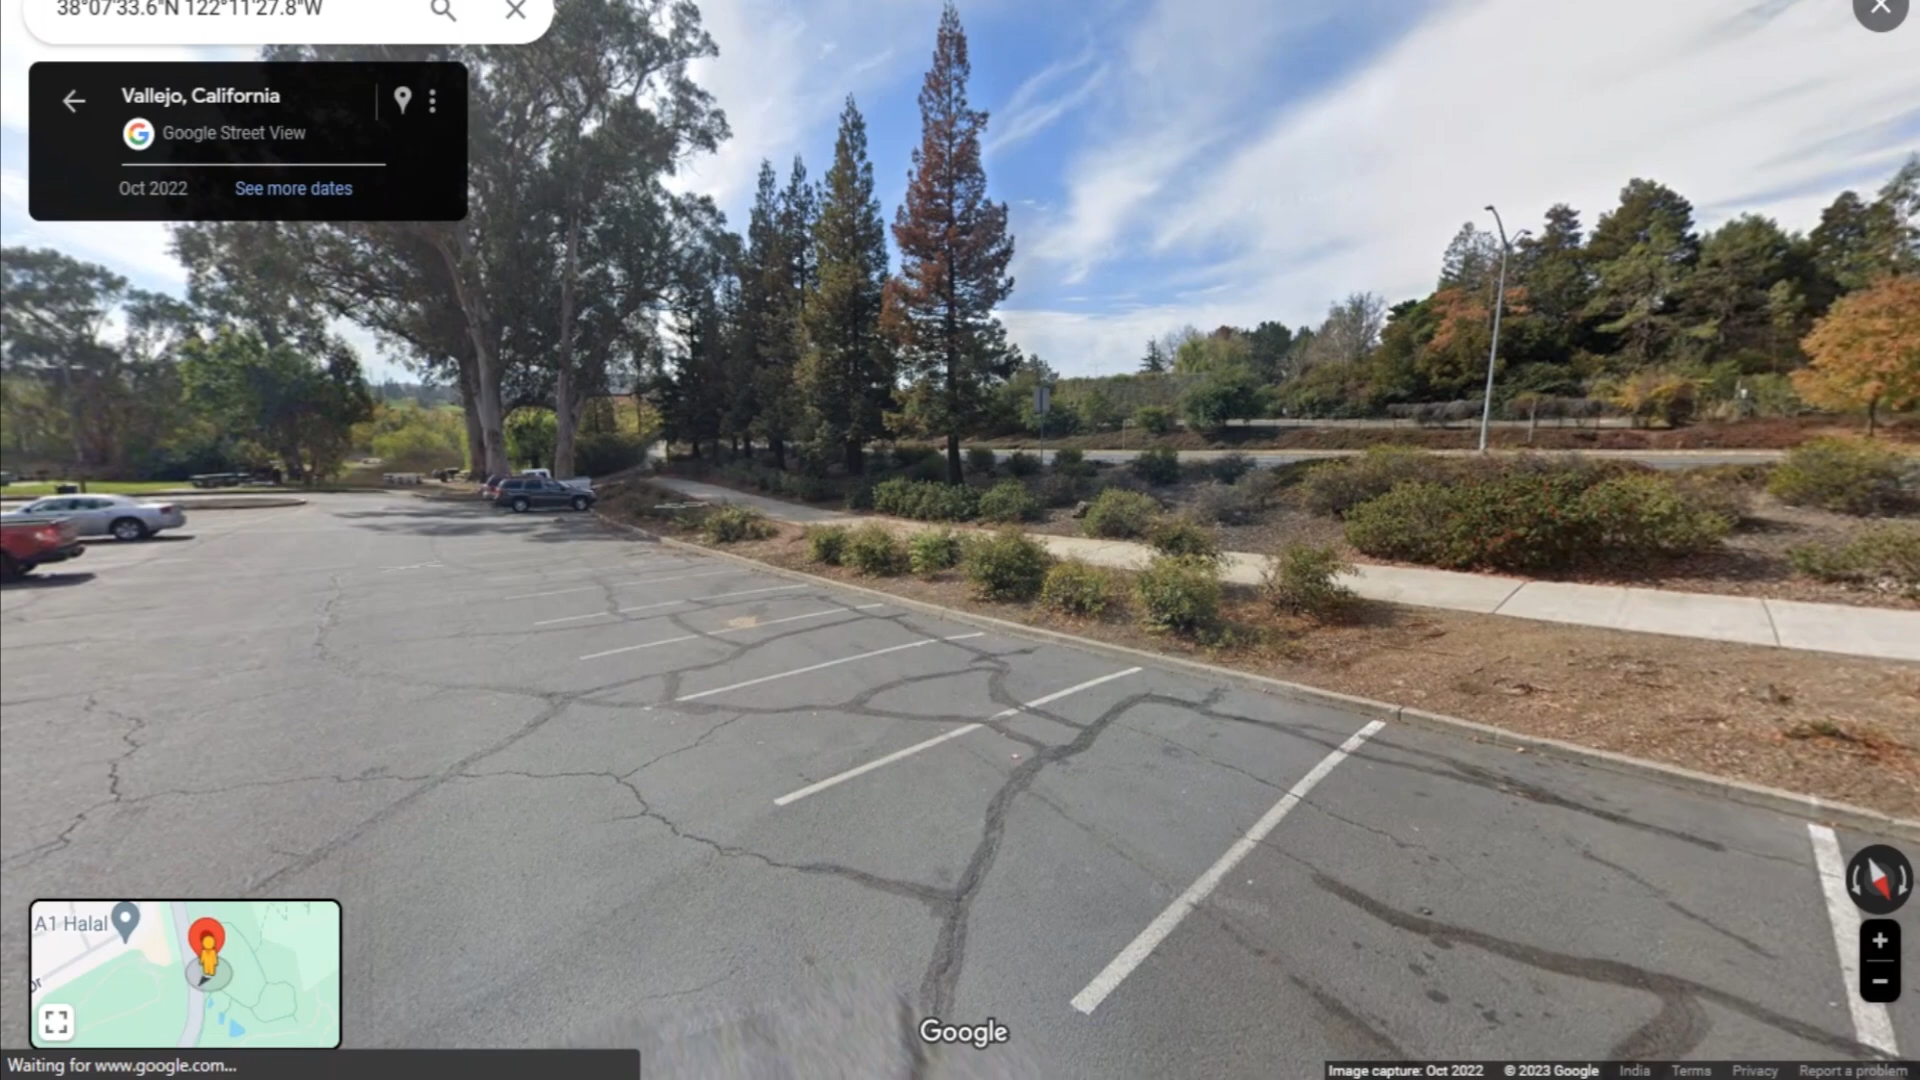 38°07'33.6"N 122°11'27.8"W
Vallejo, California
Google Street View
Oct 2022 See more dates
A1 Halal
or
Google
Waiting for www.google.com...
Image capture: Oct 2022 © 2023 Google India Terms Privacy Report a problem